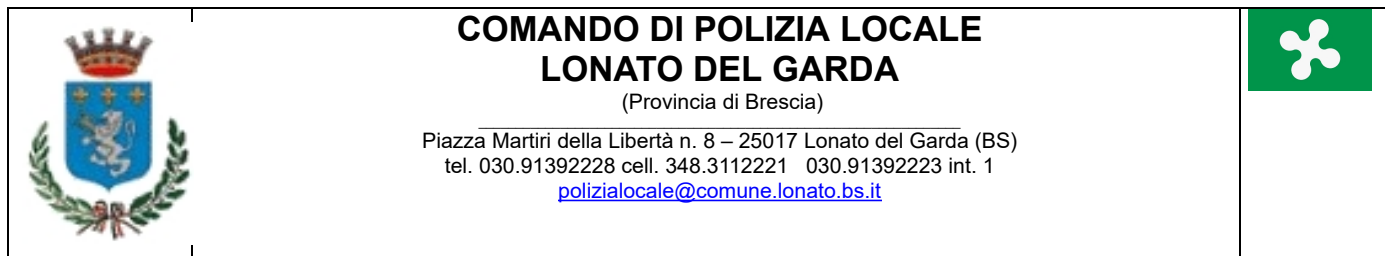 COMANDO DI POLIZIA LOCALE
LONATO DEL GARDA
(Provincia di Brescia)
Piazza Martiri della Libertà n. 8 – 25017 Lonato del Garda (BS)
tel. 030.91392228 cell. 348.3112221 030.91392223 int. 1
polizialocale@comune.lonato.bs.it